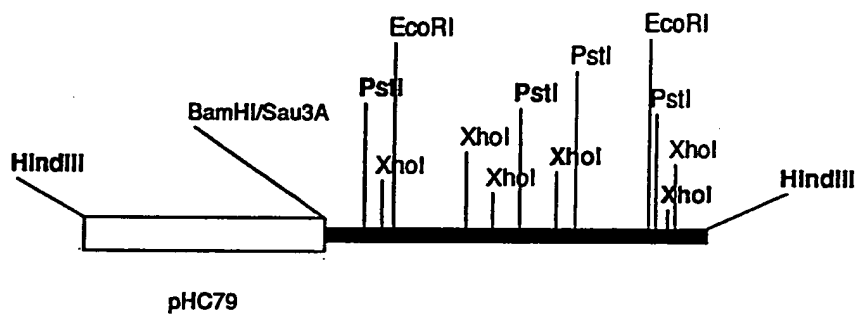 EcoRI
EcoRI
PstI
PstI
BamHI/Sau3A
PstI
PstI
XhoI
XhoI
HindIII
XhoI
XhoI
XhoI
XhoI
HindIII
pHC79